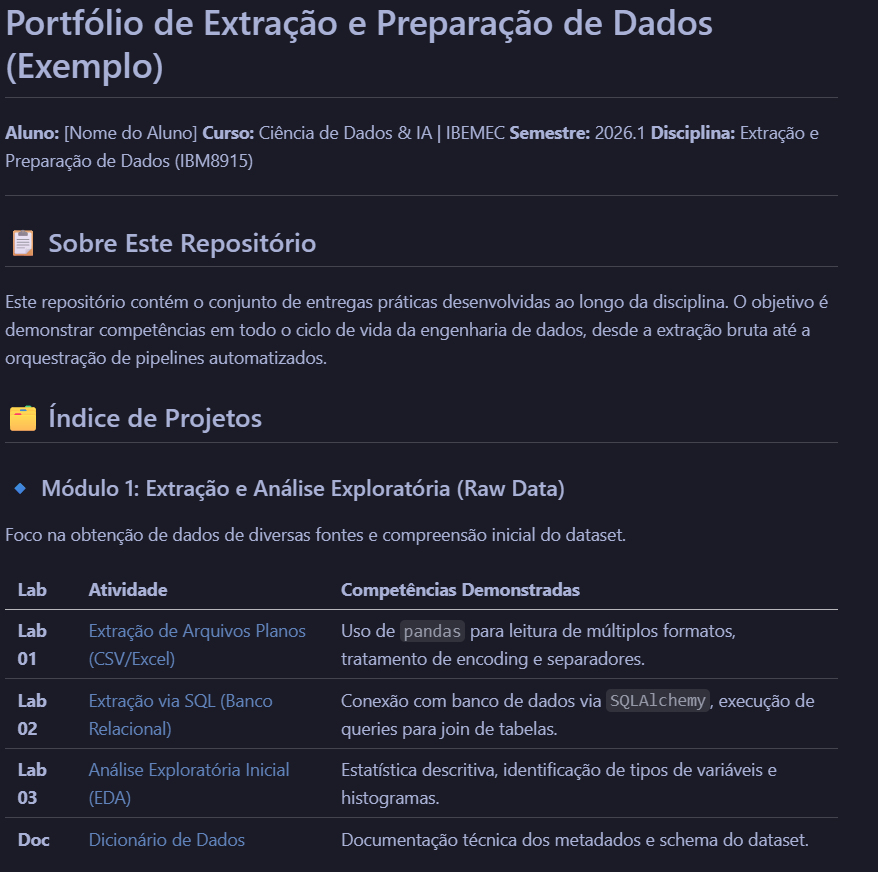 Portfólio de Extração e Preparação de Dados
(Exemplo)
Aluno: [Nome do Aluno] Curso: Ciência de Dados & IA | IBEMEC Semestre: 2026.1 Disciplina: Extração e
Preparação de Dados (IBM8915)
Sobre Este Repositório
Este repositório contém o conjunto de entregas práticas desenvolvidas ao longo da disciplina. O objetivo é
demonstrar competências em todo o ciclo de vida da engenharia de dados, desde a extração bruta até a
orquestração de pipelines automatizados.
Índice de Projetos
Módulo 1: Extração e Análise Exploratória (Raw Data)
Foco na obtenção de dados de diversas fontes e compreensão inicial do dataset.
Lab Atividade Competências Demonstradas
Lab Extração de Arquivos Planos Uso de pandas para leitura de múltiplos formatos,
01 (CSV/Excel) tratamento de encoding e separadores.
Lab Extração via SQL (Banco Conexão com banco de dados via SQLAlchemy, execução de
02 Relacional) queries para join de tabelas.
Lab Análise Exploratória Inicial Estatística descritiva, identificação de tipos de variáveis e
03 (EDA) histogramas.
Doc Dicionário de Dados Documentação técnica dos metadados e schema do dataset.